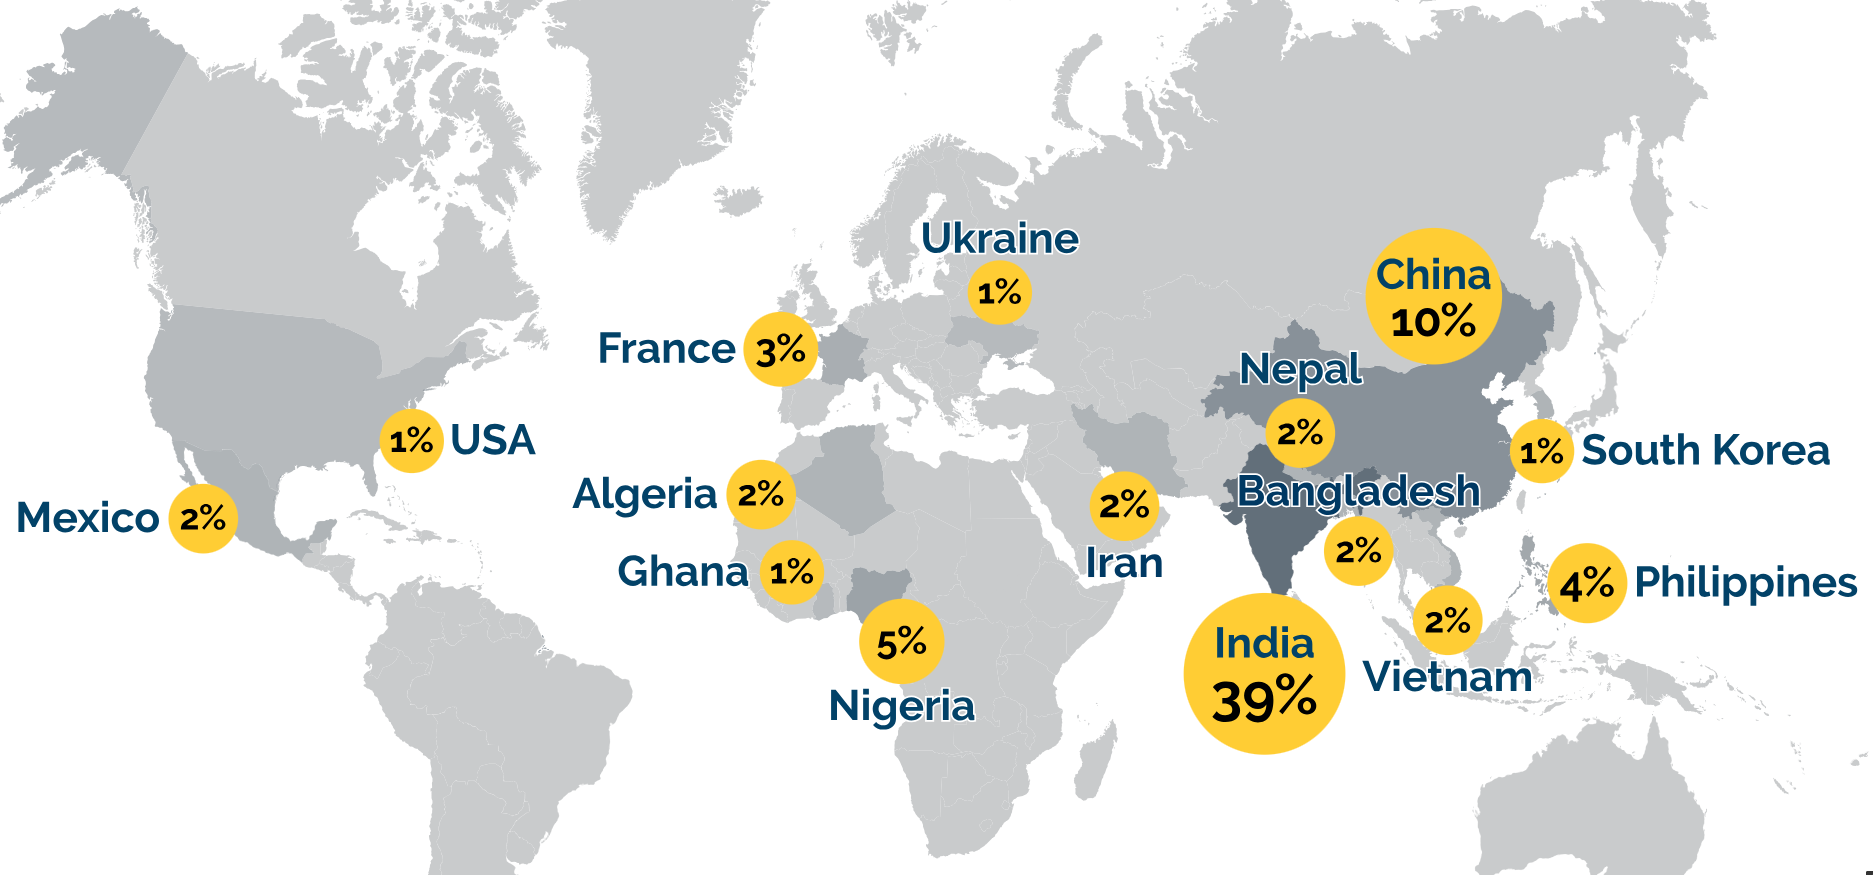 Ukraine
1%
China
10%
France
3%
Nepal
2%
1%
USA
1%
South Korea
Algeria
2%
Mexico
2%
2%
Iran
Bangladesh
2%
Ghana
1%
4%
Philippines
5%
Nigeria
India
39%
2%
Vietnam